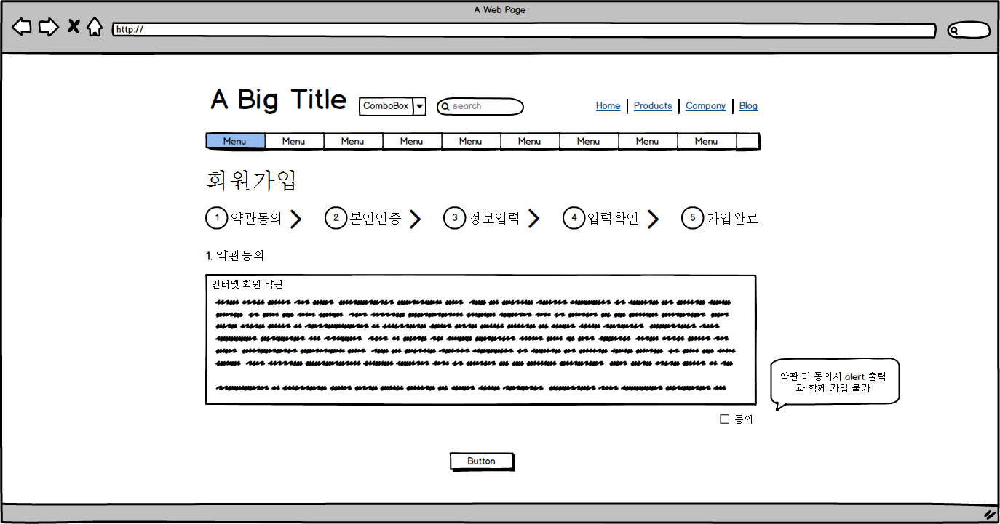 A Web Page
http://
A Big Title
ComboBox
search
Home
Products
Company
Blog
Menu Menu Menu Menu Menu Menu Menu Menu Menu
회원가입
1 약관동의
2 본인인증
3 정보입력
4 입력확인
5 가입완료
1. 약관동의
인터넷 회원 약관
약관 미 동의시 alert 출력
과 함께 가입 불가
동의
Button